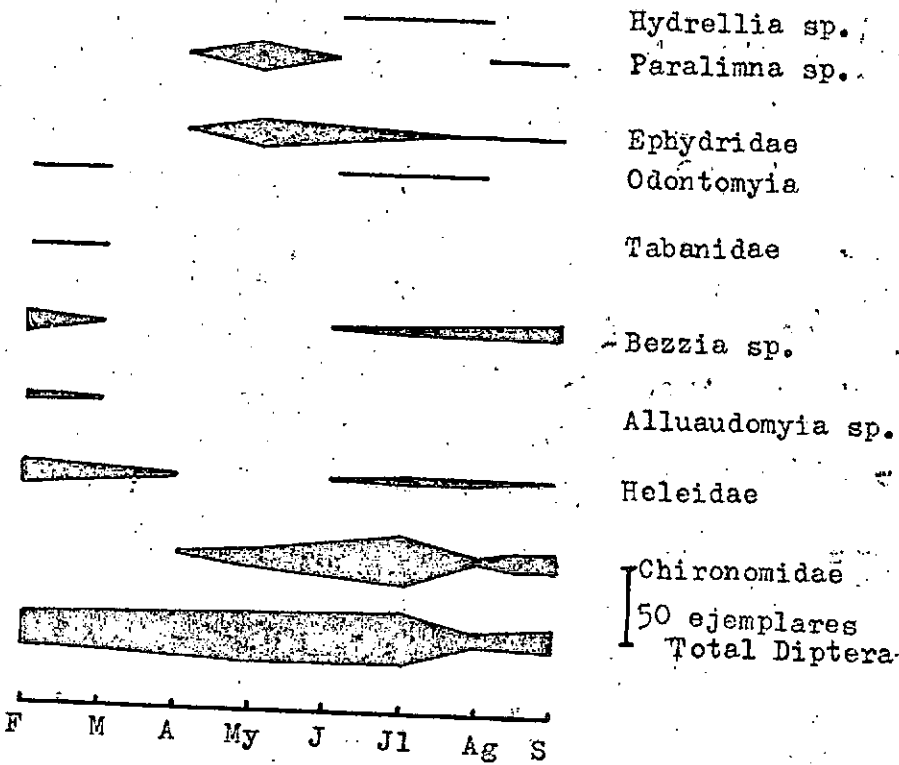 Hydrellia sp.
Paralimna sp.
Ephydridae
Odontomyia
Tabanidae
Bezzia sp.
Alluaudomyia sp.
Heleidae
Chironomidae
50 ejemplares
Total Diptera
F M A My J Jl Ag S